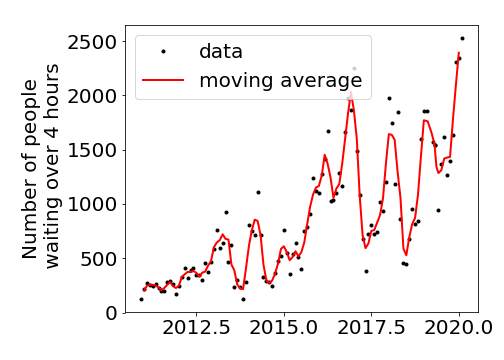 data
moving average
Number of people
waiting over 4 hours
2500
2000
1500
1000
500
0
2012.5
2015.0
2017.5
2020.0